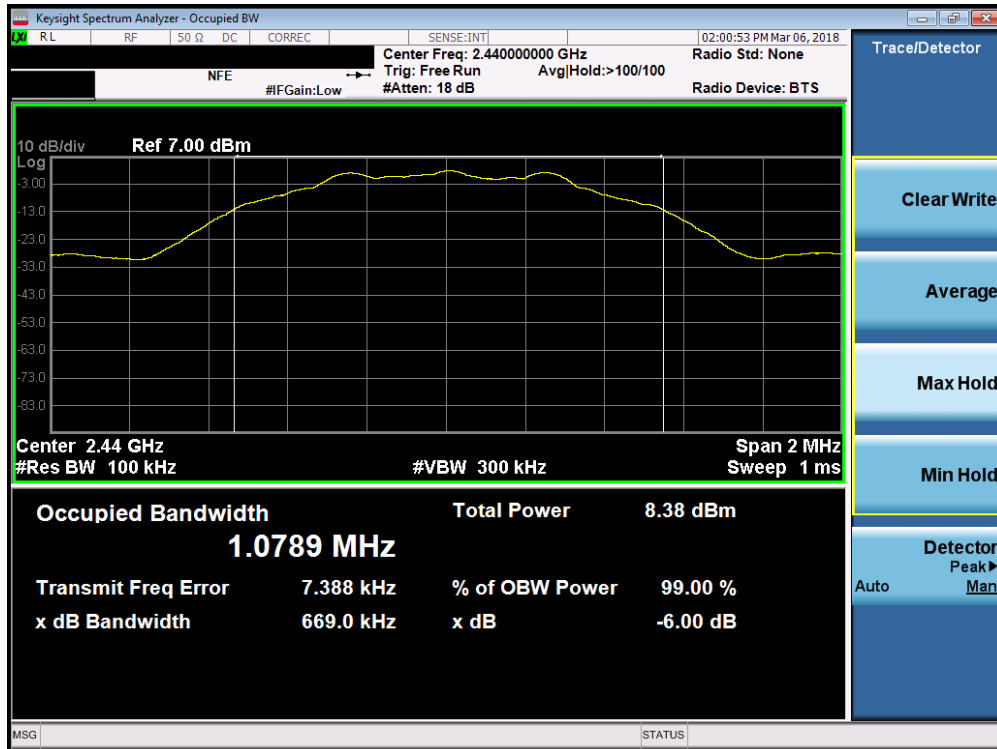 Keysight Spectrum Analyzer - Occupied BW
LXI RL RF 50 Ω DC CORREC SENSE:INT 02:00:53 PM Mar 06, 2018
Center Freq: 2.440000000 GHz Radio Std: None
NFE Trig: Free Run Avg|Hold:>100/100
#IFGain:Low #Atten: 18 dB Radio Device: BTS
10 dB/div Ref 7.00 dBm
Log
-3.00
-13.0
-23.0
-33.0
-43.0
-53.0
-63.0
-73.0
-83.0
Center 2.44 GHz Span 2 MHz
#Res BW 100 kHz #VBW 300 kHz Sweep 1 ms
Occupied Bandwidth Total Power 8.38 dBm
1.0789 MHz
Transmit Freq Error 7.388 kHz % of OBW Power 99.00 %
x dB Bandwidth 669.0 kHz x dB -6.00 dB
MSG STATUS
Trace/Detector
Clear Write
Average
Max Hold
Min Hold
Detector
Peak▶
Auto Man